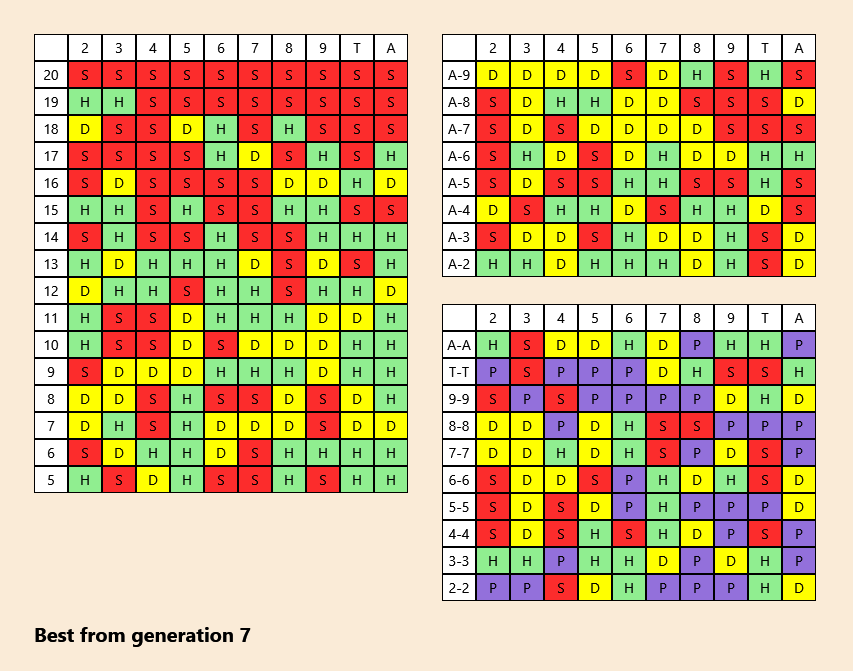 2 3 4 5 6 7 8 9 T A
20 S S S S S S S S S S
19 H H S S S S S S S S
18 D S S D H S H S S S
17 S S S S H D S H S H
16 S D S S S S D D H D
15 H H S H S S H H S S
14 S H S S H S S H H H
13 H D H H H D S D S H
12 D H H S H H S H H D
11 H S S D H H H D D H
10 H S S D S D D D H H
9 S D D D H H H D H H
8 D D S H S S D S D H
7 D H S H D D D S D D
6 S D H H D S H H H H
5 H S D H S S H S H H
2 3 4 5 6 7 8 9 T A
A-9 D D D D S D H S H S
A-8 S D H H D D S S S D
A-7 S D S D D D D S S S
A-6 S H D S D H D D H H
A-5 S D S S H H S S H S
A-4 D S H H D S H H D S
A-3 S D D S H D D H S D
A-2 H H D H H H D H S D
2 3 4 5 6 7 8 9 T A
A-A H S D D H D P H H P
T-T P S P P P D H S S H
9-9 S P S P P P P D H D
8-8 D D P D H S S P P P
7-7 D D H D H S P D S P
6-6 S D D S P H D H S D
5-5 S D S D P H P P P D
4-4 S D S H S H D P S P
3-3 H H P H H D P D H P
2-2 P P S D H P P P H D
Best from generation 7